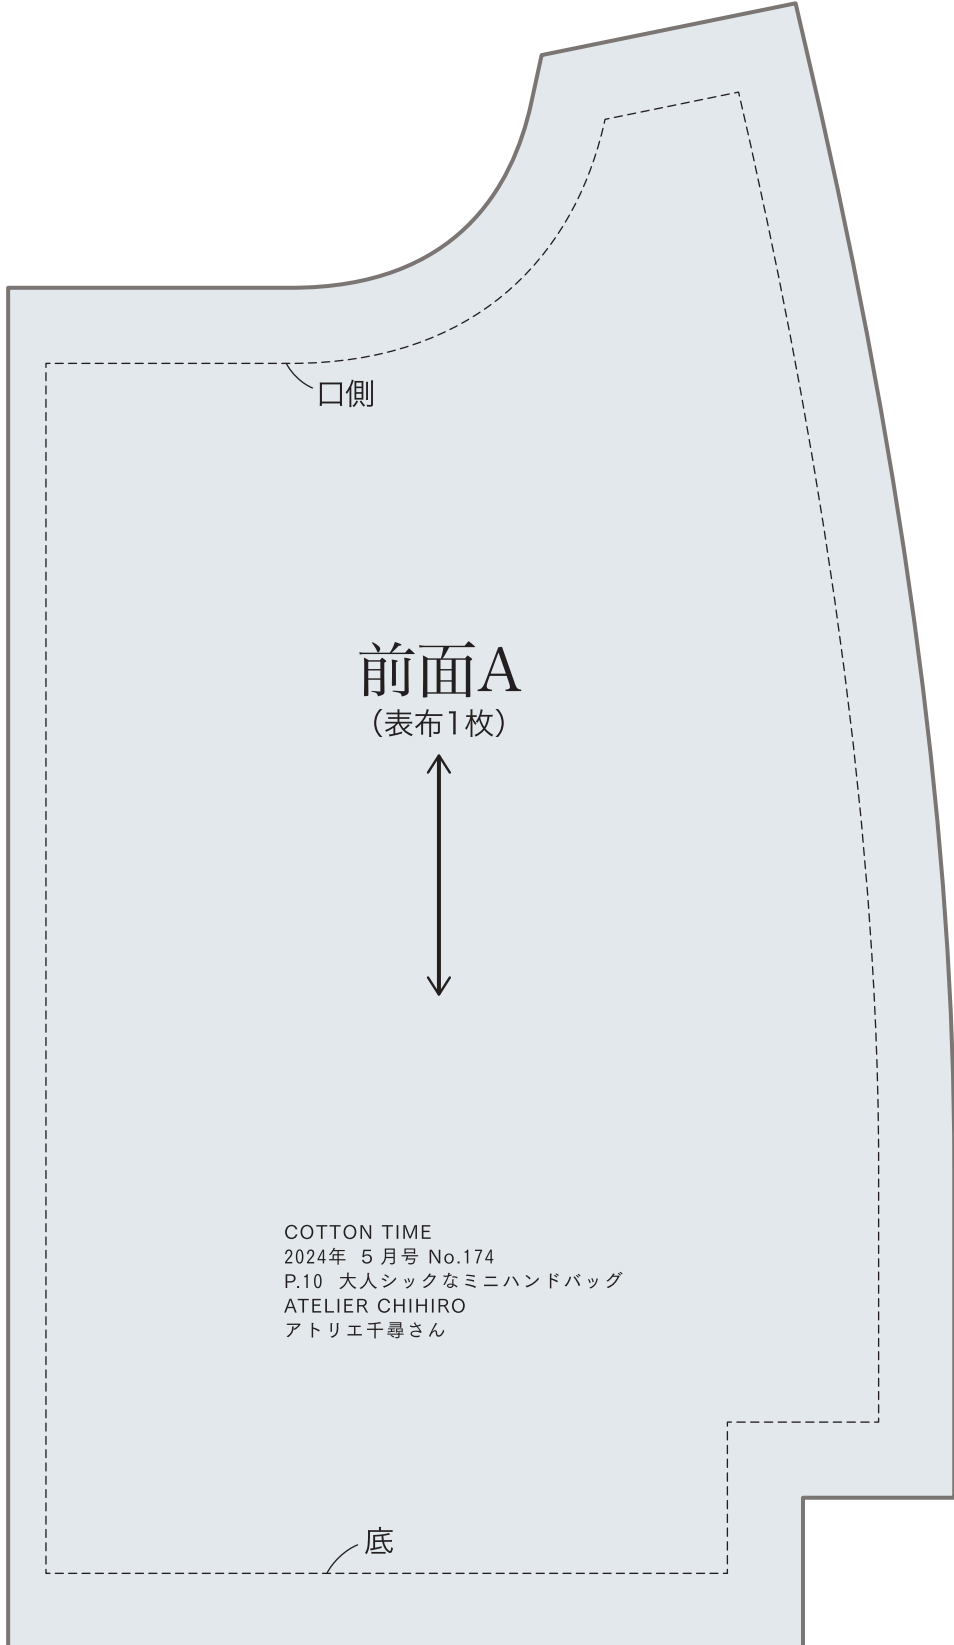 口側
前面A
(表布1枚)
COTTON TIME
2024年 5月号 No.174
P.10 大人シックなミニハンドバッグ
ATELIER CHIHIRO
アトリエ千尋さん
底